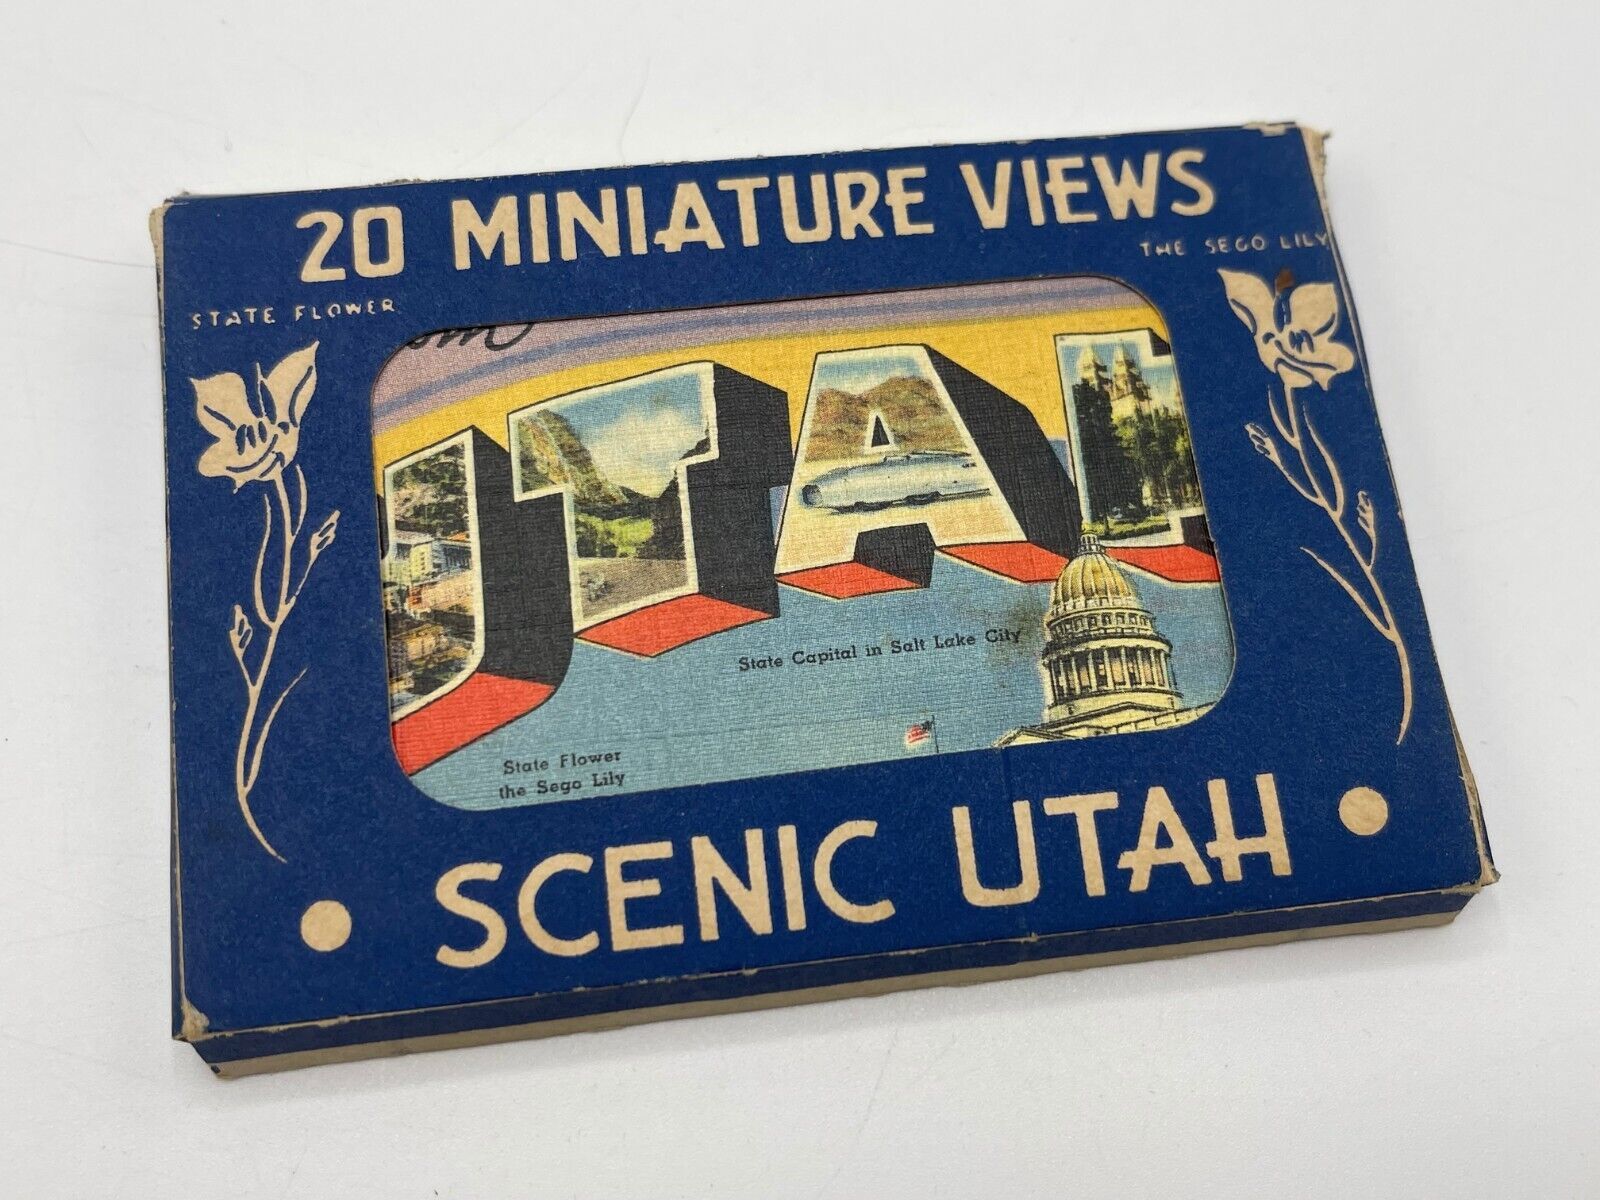 20 MINIATURE VIEWS
STATE FLOWER
THE SEGO LILY
UTAH
State Capital in Salt Lake City
State Flower
the Sego Lily
SCENIC UTAH